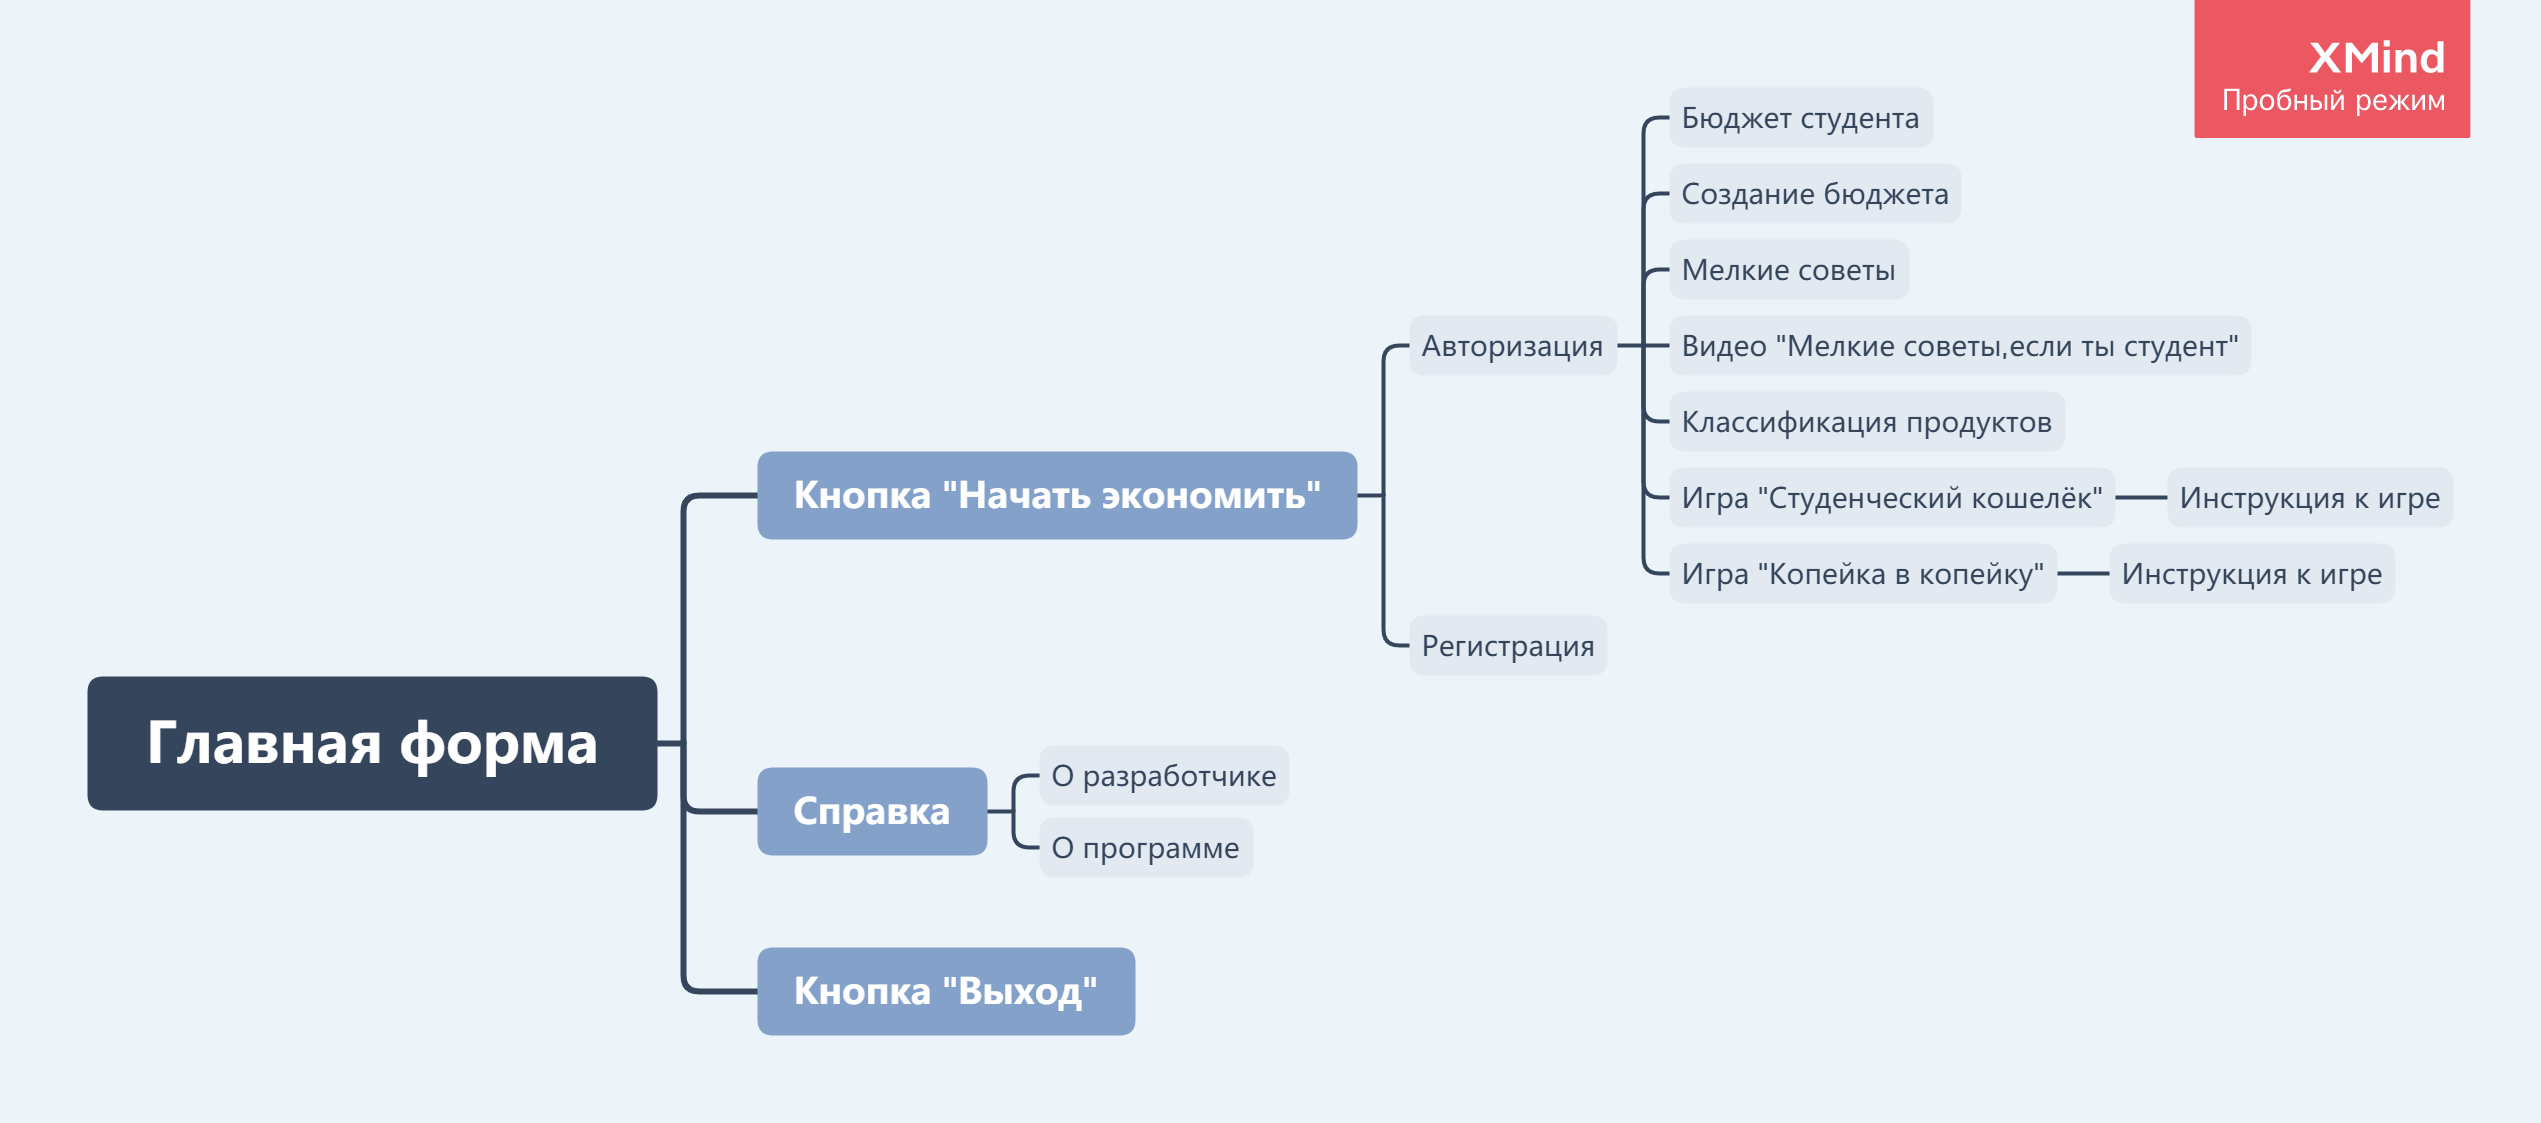 XMind
Пробный режим
Главная форма
Кнопка "Начать экономить"
Авторизация
Бюджет студента
Создание бюджета
Мелкие советы
Видео "Мелкие советы,если ты студент"
Классификация продуктов
Игра "Студенческий кошелёк"
Инструкция к игре
Игра "Копейка в копейку"
Инструкция к игре
Регистрация
Справка
О разработчике
О программе
Кнопка "Выход"